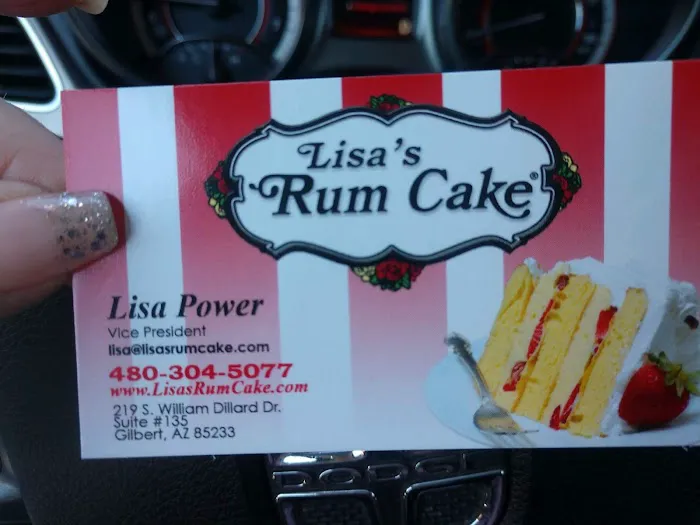 Lisa's
Rum Cake®
Lisa Power
Vice President
lisa@lisasrumcake.com
480-304-5077
www.LisasRumCake.com
219 S. William Dillard Dr.
Suite #135
Gilbert, AZ 85233
DODGE